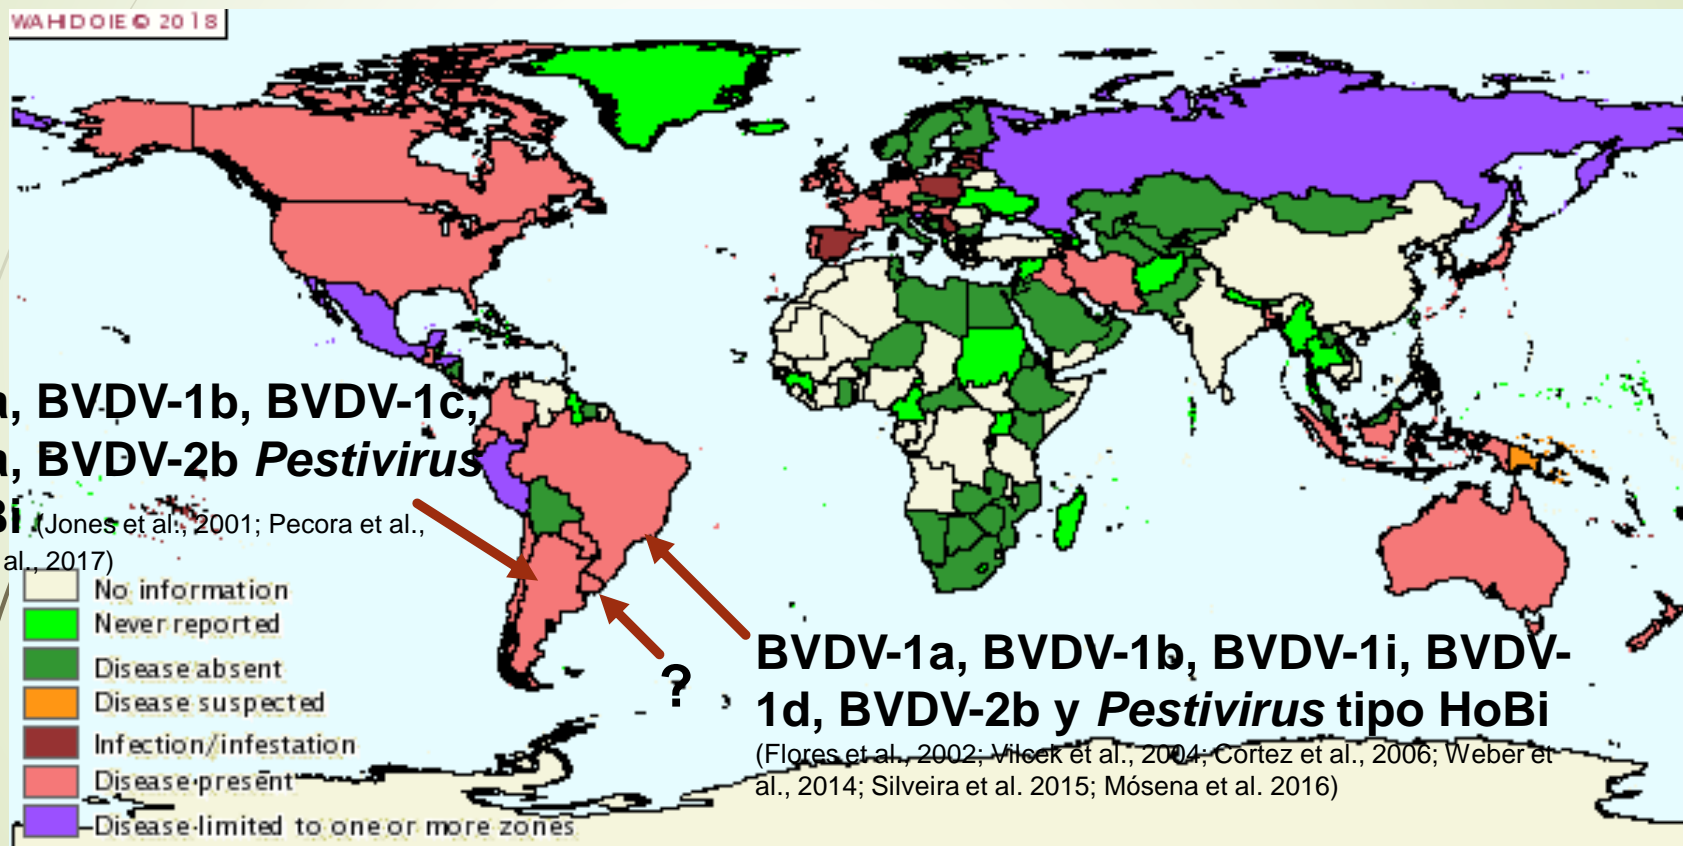 WAHID OIE © 2018
BVDV-1b, BVDV-1c,
BVDV-2b Pestivirus
(Jones et al., 2001; Pecora et al.,
al., 2017)
No information
Never reported
Disease absent
Disease suspected
Infection/infestation
Disease present
Disease limited to one or more zones
?
BVDV-1a, BVDV-1b, BVDV-1i, BVDV-
1d, BVDV-2b y Pestivirus tipo HoBi
(Flores et al., 2002; Vilcek et al., 2004; Cortez et al., 2006; Weber et
al., 2014; Silveira et al. 2015; Mósena et al. 2016)